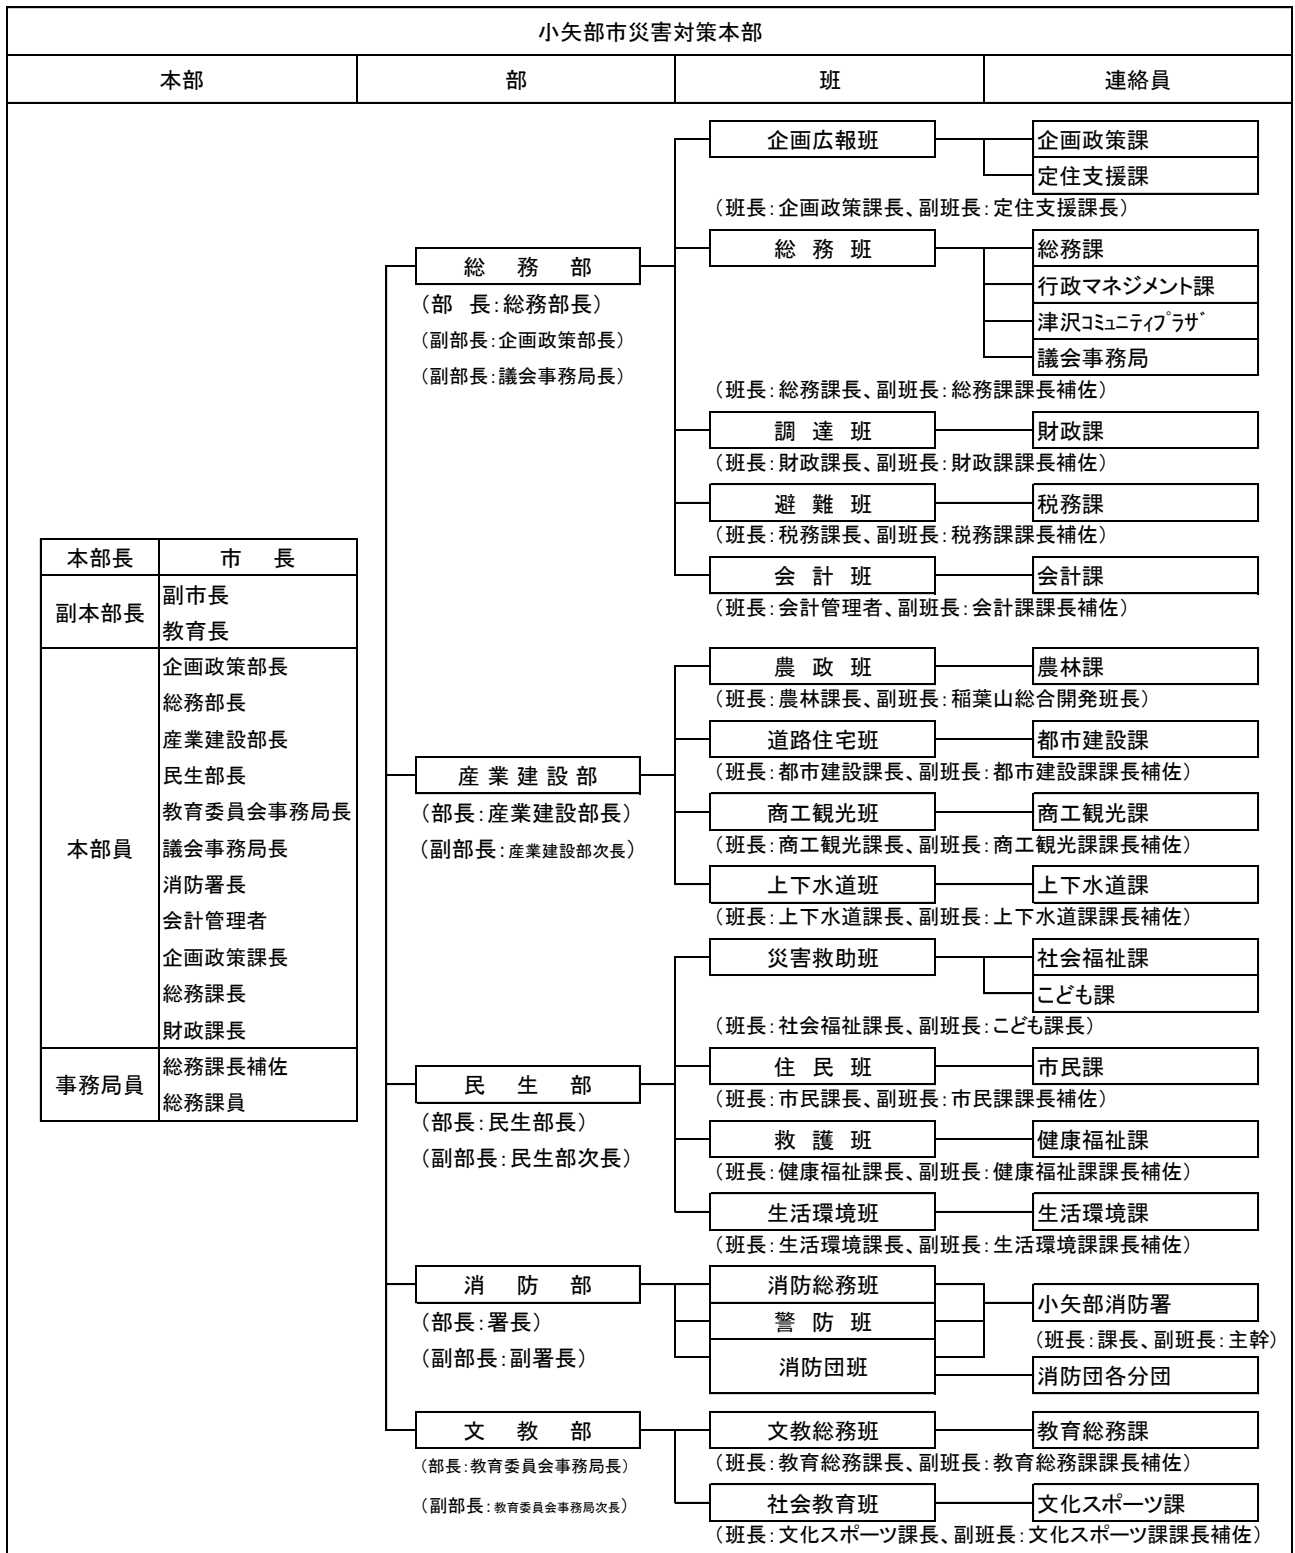 小矢部市災害対策本部
本部 部 班 連絡員
企画広報班 企画政策課
定住支援課
（班長：企画政策課長、副班長：定住支援課長）
総務班 総務課
行政マネジメント課
津沢ｺﾐｭﾆﾃｨﾌﾟﾗｻﾞ
議会事務局
（班長：総務課長、副班長：総務課課長補佐）
総務部
（部　長：総務部長）
（副部長：企画政策部長）
（副部長：議会事務局長）
調達班 財政課
（班長：財政課長、副班長：財政課課長補佐）
避難班 税務課
（班長：税務課長、副班長：税務課課長補佐）
会計班 会計課
（班長：会計管理者、副班長：会計課課長補佐）
本部長 市長
副本部長 副市長
教育長
本部員 企画政策部長
総務部長
産業建設部長
民生部長
教育委員会事務局長
議会事務局長
消防署長
会計管理者
企画政策課長
総務課長
財政課長
事務局員 総務課長補佐
総務課員
農政班 農林課
（班長：農林課長、副班長：稲葉山総合開発班長）
道路住宅班 都市建設課
（班長：都市建設課長、副班長：都市建設課課長補佐）
産業建設部
（部長：産業建設部長）
（副部長：産業建設部次長）
商工観光班 商工観光課
（班長：商工観光課長、副班長：商工観光課課長補佐）
上下水道班 上下水道課
（班長：上下水道課長、副班長：上下水道課課長補佐）
災害救助班 社会福祉課
こども課
（班長：社会福祉課長、副班長：こども課長）
民生部
（部長：民生部長）
（副部長：民生部次長）
住民班 市民課
（班長：市民課長、副班長：市民課課長補佐）
救護班 健康福祉課
（班長：健康福祉課長、副班長：健康福祉課課長補佐）
生活環境班 生活環境課
（班長：生活環境課長、副班長：生活環境課課長補佐）
消防部
（部長：署長）
（副部長：副署長）
消防総務班
警防班
消防団班
小矢部消防署
（班長：課長、副班長：主幹）
消防団各分団
文教部
（部長：教育委員会事務局長）
（副部長：教育委員会事務局次長）
文教総務班 教育総務課
（班長：教育総務課長、副班長：教育総務課課長補佐）
社会教育班 文化スポーツ課
（班長：文化スポーツ課長、副班長：文化スポーツ課課長補佐）